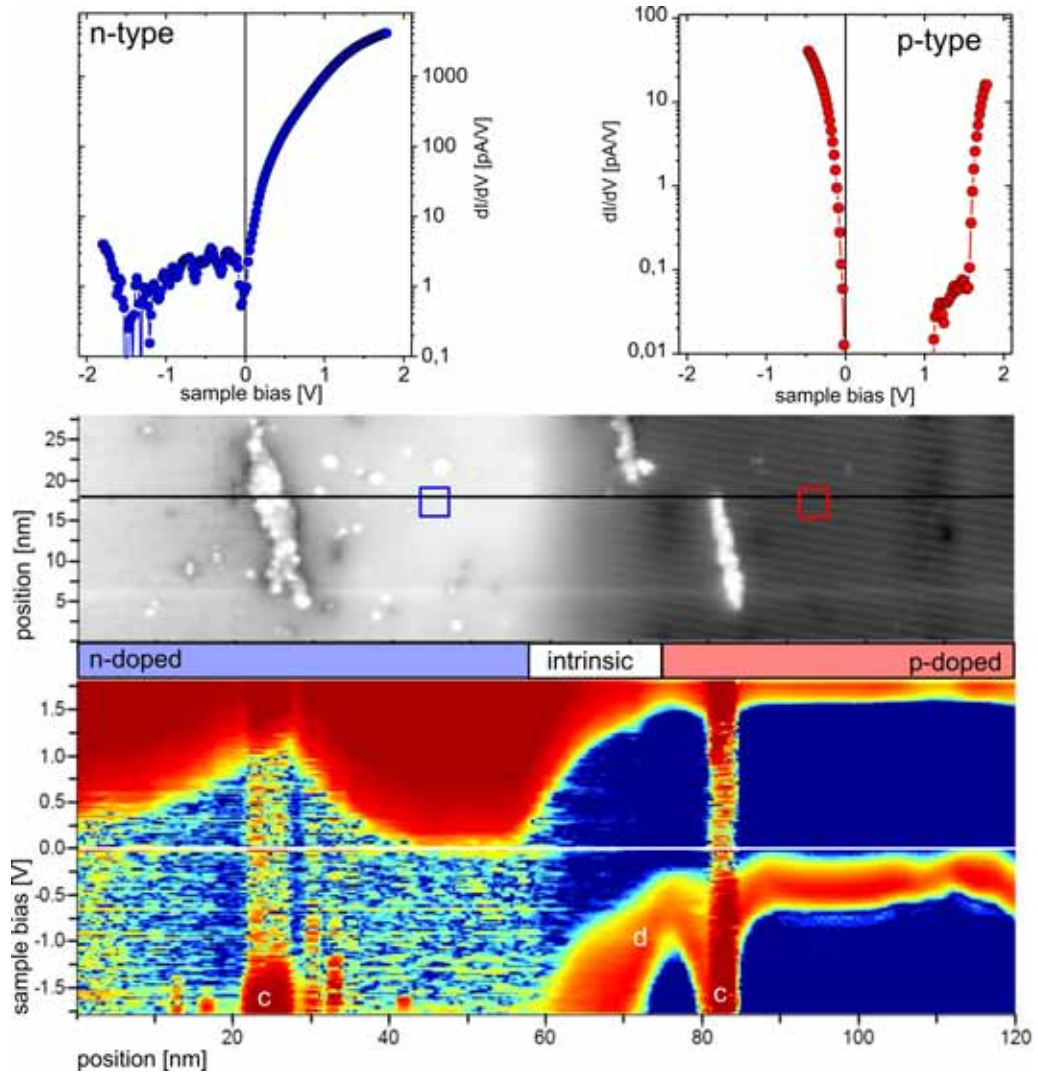 n-type
1000
100
10
1
0,1
dI/dV [pA/V]
-2 -1 0 1 2
sample bias [V]
p-type
100
10
1
0,1
0,01
dI/dV [pA/V]
-2 -1 0 1 2
sample bias [V]
25
20
15
10
5
position [nm]
n-doped intrinsic p-doped
1.5
1.0
0.5
0.0
-0.5
-1.0
-1.5
sample bias [V]
d
c c
0 20 40 60 80 100 120
position [nm]